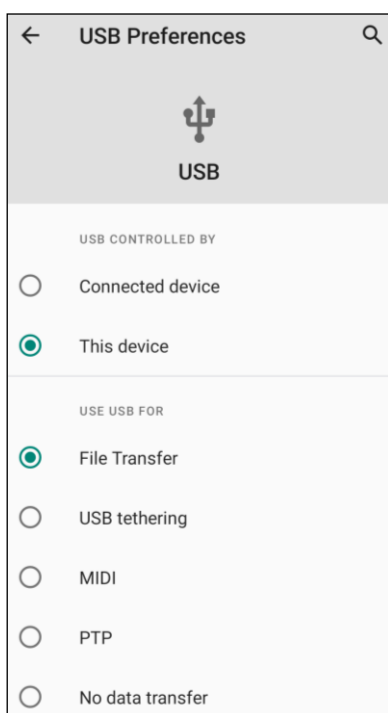 USB Preferences
USB
USB CONTROLLED BY
Connected device
This device
USE USB FOR
File Transfer
USB tethering
MIDI
PTP
No data transfer